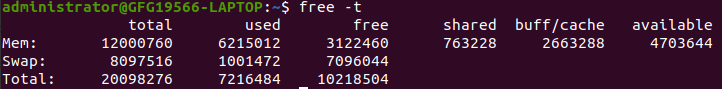 administrator@GFG19566-LAPTOP:~$ free -t
              total        used        free      shared  buff/cache   available
Mem:       12000760     6215012     3122460      763228     2663288     4703644
Swap:       8097516     1001472     7096044
Total:     20098276     7216484    10218504